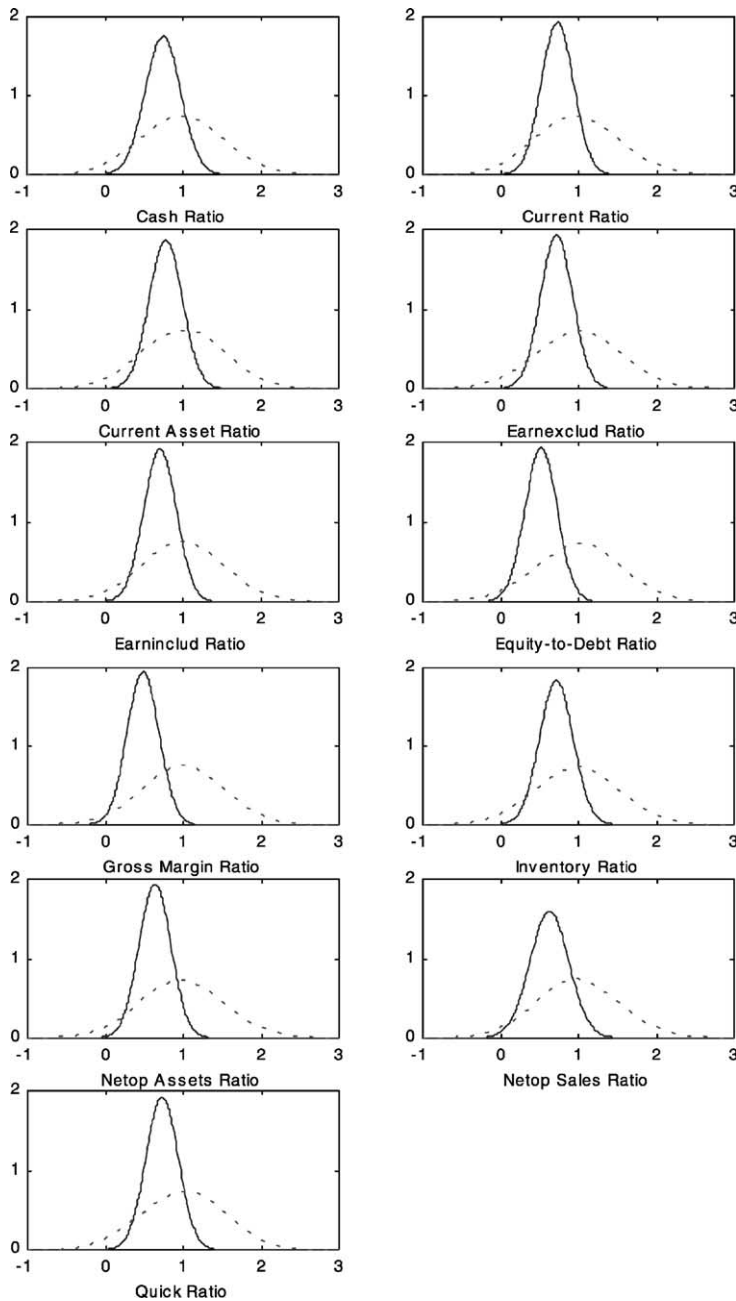 2
2
1
1
0
0
-1 0 1 2 3
-1 0 1 2 3
Cash Ratio
Current Ratio
2
2
1
1
0
0
-1 0 1 2 3
-1 0 1 2 3
Current Asset Ratio
Earnexclud Ratio
2
2
1
1
0
0
-1 0 1 2 3
-1 0 1 2 3
Earninclud Ratio
Equity-to-Debt Ratio
2
2
1
1
0
0
-1 0 1 2 3
-1 0 1 2 3
Gross Margin Ratio
Inventory Ratio
2
2
1
1
0
0
-1 0 1 2 3
-1 0 1 2 3
Netop Assets Ratio
Netop Sales Ratio
2
1
0
-1 0 1 2 3
Quick Ratio